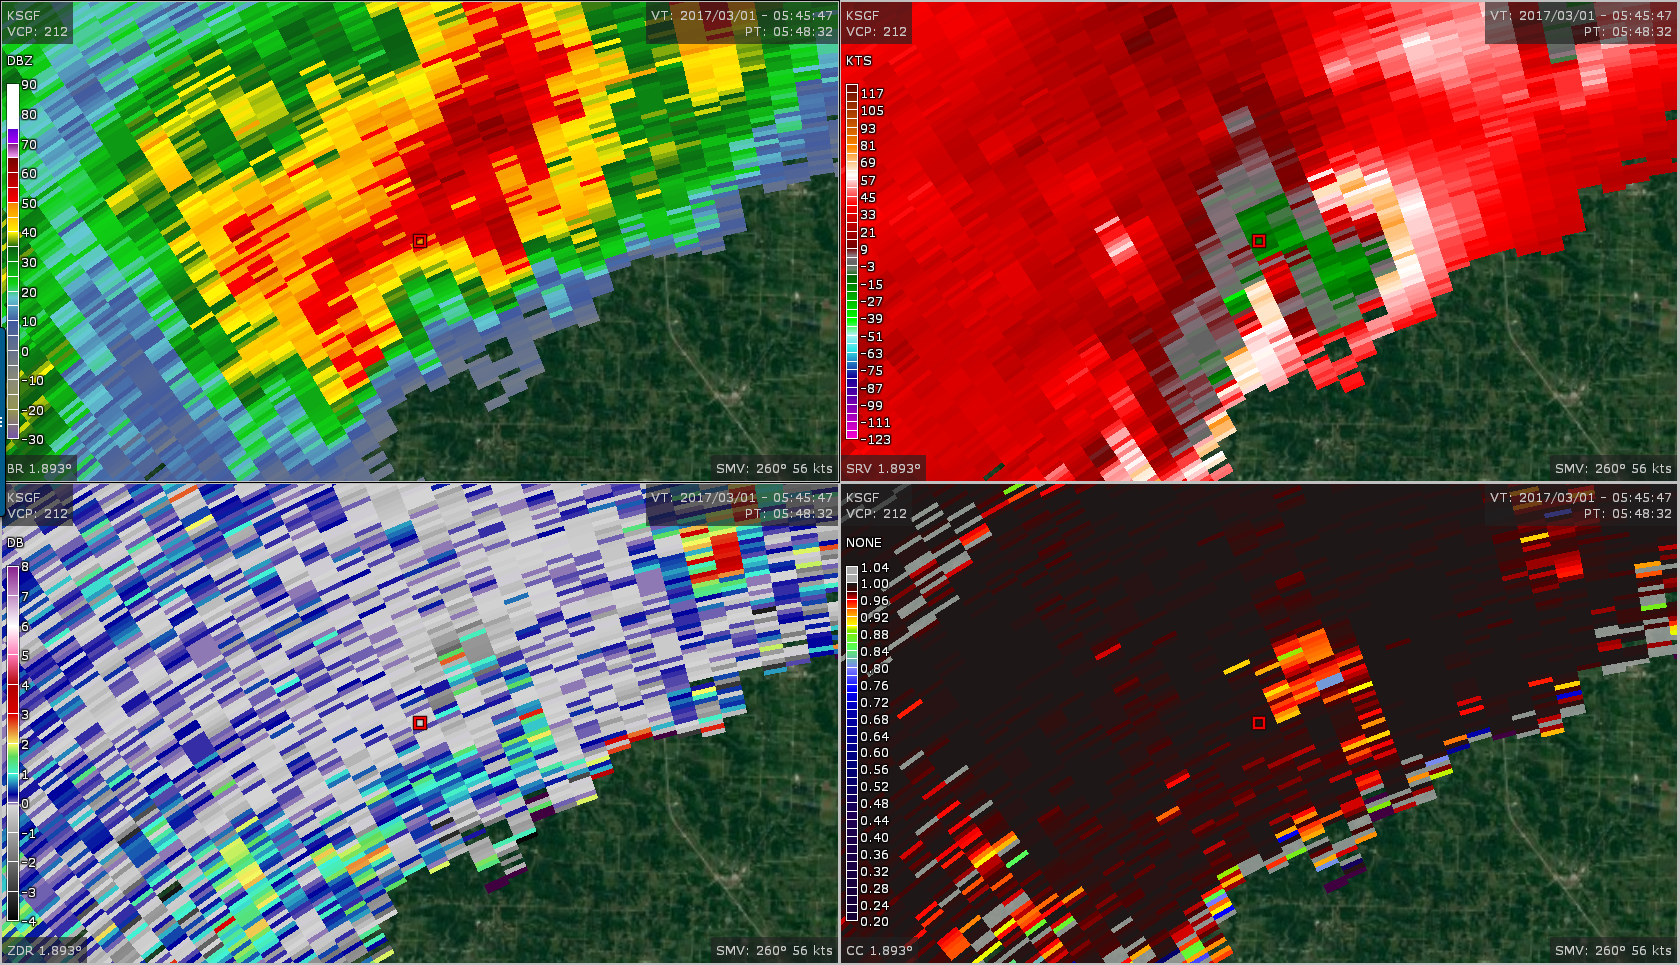 KSGF
VCP: 212
VT: 2017/03/01 - 05:45:47
PT: 05:48:32
DBZ
90
80
70
60
50
40
30
20
10
0
-10
-20
-30
BR 1.893°
SMV: 260° 56 kts
KSGF
VCP: 212
VT: 2017/03/01 - 05:45:47
PT: 05:48:32
KTS
117
105
93
81
69
57
45
33
21
9
-3
-15
-27
-39
-51
-63
-75
-87
-99
-111
-123
SRV 1.893°
SMV: 260° 56 kts
KSGF
VCP: 212
VT: 2017/03/01 - 05:45:47
PT: 05:48:32
DB
8
7
6
5
4
3
2
1
0
-1
-2
-3
-4
ZDR 1.893°
SMV: 260° 56 kts
KSGF
VCP: 212
VT: 2017/03/01 - 05:45:47
PT: 05:48:32
NONE
1.04
1.00
0.96
0.92
0.88
0.84
0.80
0.76
0.72
0.68
0.64
0.60
0.56
0.52
0.48
0.44
0.40
0.36
0.32
0.28
0.24
0.20
CC 1.893°
SMV: 260° 56 kts